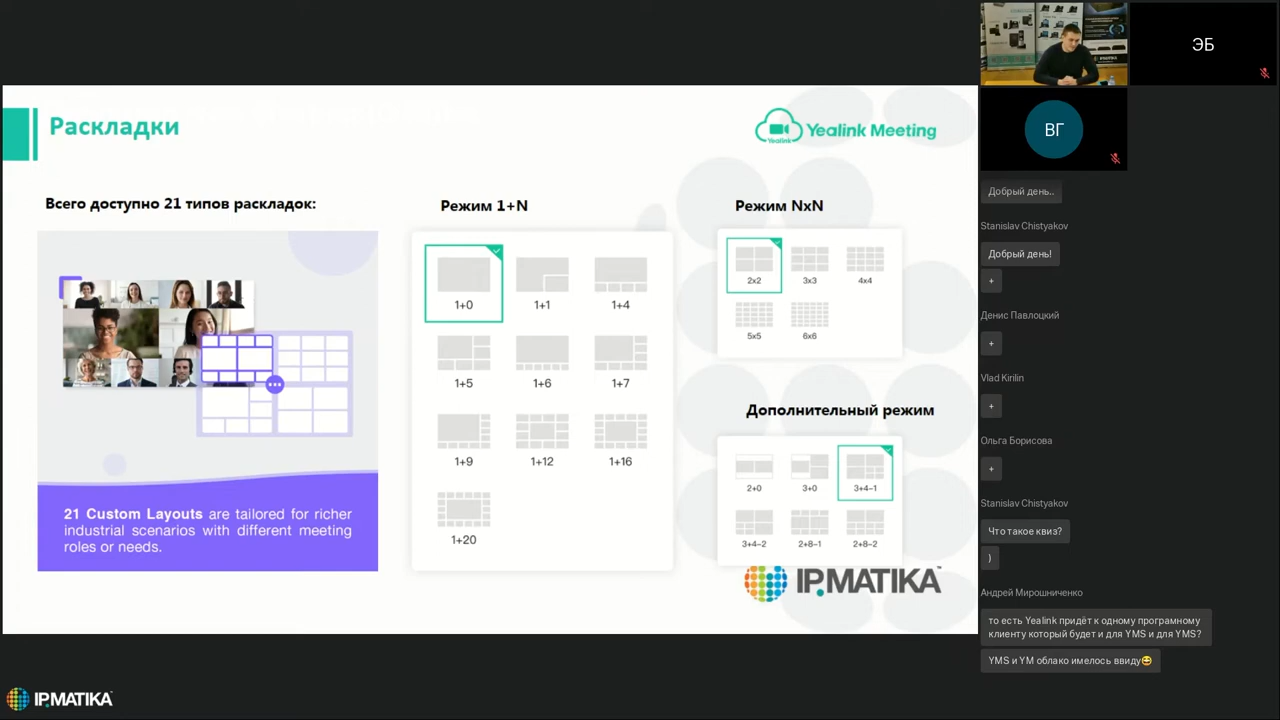 Раскладки
Yealink
Yealink Meeting
Всего доступно 21 типов раскладок:
21 Custom Layouts are tailored for richer
industrial scenarios with different meeting
roles or needs.
Режим 1+N
1+0
1+1
1+4
1+5
1+6
1+7
1+9
1+12
1+16
1+20
Режим NxN
2x2
3x3
4x4
5x5
6x6
Дополнительный режим
2+0
3+0
3+4-1
3+4-2
2+8-1
2+8-2
IP.MATIKA
IP.MATIKA
ЭБ
ВГ
Добрый день..
Stanislav Chistyakov
Добрый день!
+
Денис Павлоцкий
+
Vlad Kirilin
+
Ольга Борисова
+
Stanislav Chistyakov
Что такое квиз?
)
Андрей Мирошниченко
то есть Yealink придёт к одному програмному
клиенту который будет и для YMS и для YMS?
YMS и YM облако имелось ввиду😅